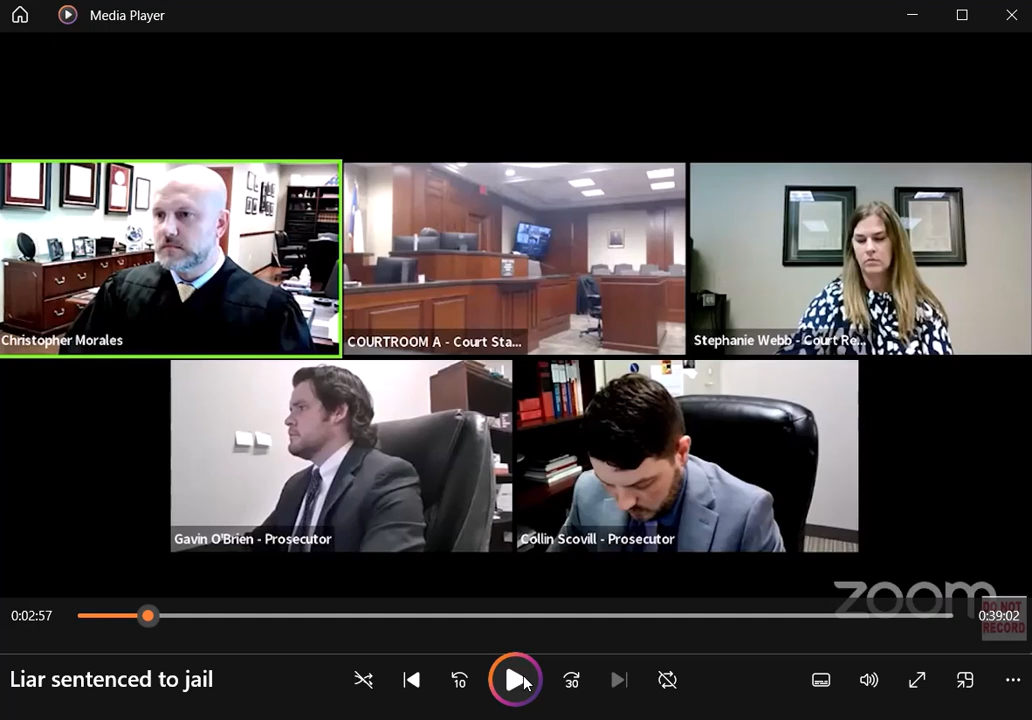 Media Player
Christopher Morales
COURTROOM A - Court Sta...
Stephanie Webb - Court Re...
Gavin O'Brien - Prosecutor
Collin Scovill - Prosecutor
zoom
DO NOT
RECORD
0:02:57
0:39:02
Liar sentenced to jail
10
30